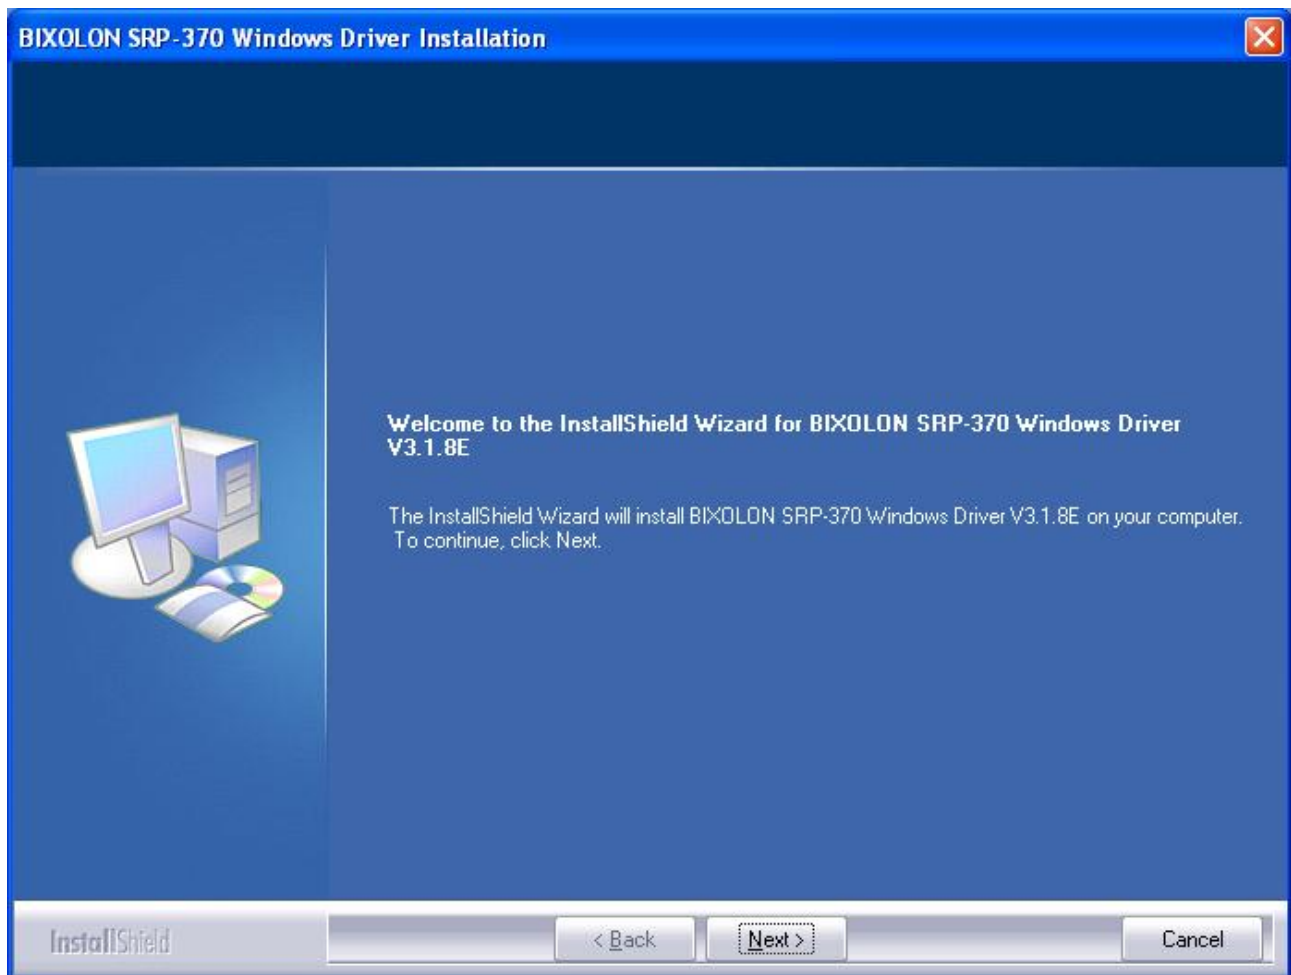 BIXOLON SRP-370 Windows Driver Installation
Welcome to the InstallShield Wizard for BIXOLON SRP-370 Windows Driver
V3.1.8E
The InstallShield Wizard will install BIXOLON SRP-370 Windows Driver V3.1.8E on your computer.
To continue, click Next.
InstallShield
< Back
Next >
Cancel